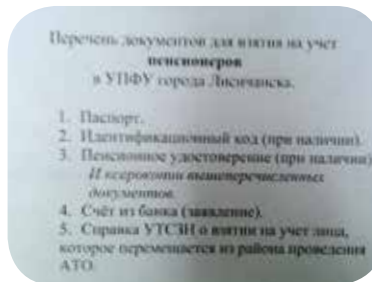 Перечень документов для взятия на учет
пенсионеров
в УПФУ города Лисичанска.
1. Паспорт.
2. Идентификационный код (при наличии).
3. Пенсионное удостоверение (при наличии)
И ксерокопии вышеперечисленных
документов.
4. Счёт из банка (заявление).
5. Справка УТСЗН о взятии на учет лица,
которое перемещается из района проведения
АТО.